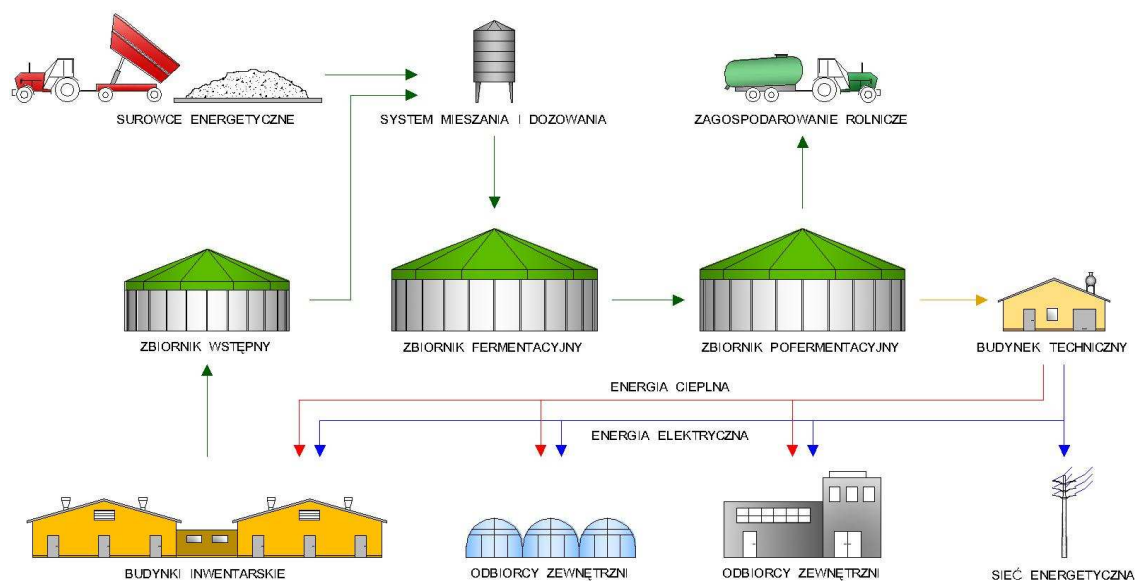 SUROWCE ENERGETYCZNE
SYSTEM MIESZANIA I DOZOWANIA
ZAGOSPODAROWANIE ROLNICZE
ZBIORNIK WSTĘPNY
ZBIORNIK FERMENTACYJNY
ZBIORNIK POFERMENTACYJNY
BUDYNEK TECHNICZNY
ENERGIA CIEPLNA
ENERGIA ELEKTRYCZNA
BUDYNKI INWENTARSKIE
ODBIORCY ZEWNĘTRZNI
ODBIORCY ZEWNĘTRZNI
SIEĆ ENERGETYCZNA